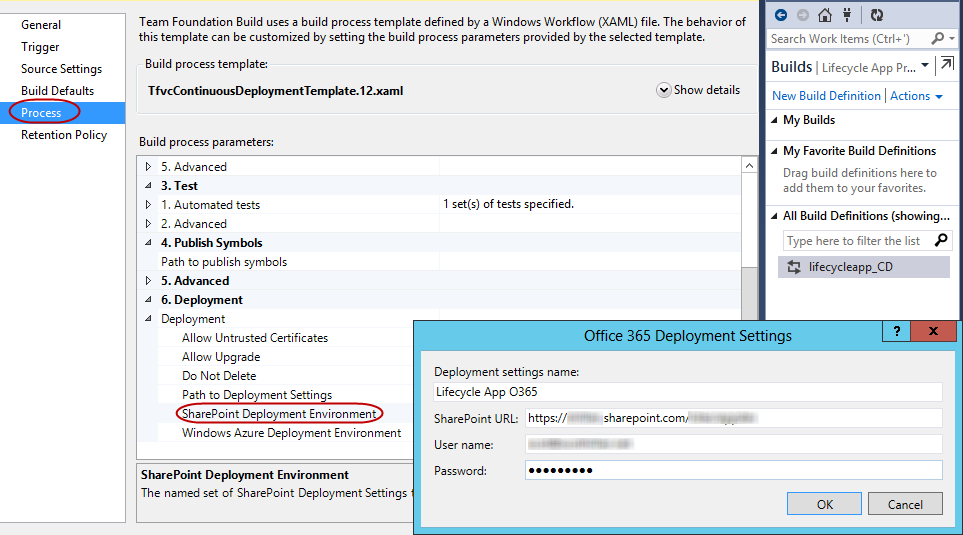 General
Trigger
Source Settings
Build Defaults
Process
Retention Policy
Team Foundation Build uses a build process template defined by a Windows Workflow (XAML) file. The behavior of
this template can be customized by setting the build process parameters provided by the selected template.
Build process template:
TfvcContinuousDeploymentTemplate.12.xaml
Show details
Build process parameters:
5. Advanced
3. Test
1. Automated tests 1 set(s) of tests specified.
2. Advanced
4. Publish Symbols
Path to publish symbols
5. Advanced
6. Deployment
Deployment
Allow Untrusted Certificates
Allow Upgrade
Do Not Delete
Path to Deployment Settings
SharePoint Deployment Environment
Windows Azure Deployment Environment
SharePoint Deployment Environment
The named set of SharePoint Deployment Settings
Search Work Items (Ctrl+')
Builds | Lifecycle App Pr...
New Build Definition | Actions
My Builds
My Favorite Build Definitions
Drag build definitions here to
add them to your favorites.
All Build Definitions (showing...
Type here to filter the list
lifecycleapp_CD
Office 365 Deployment Settings
? x
Deployment settings name:
Lifecycle App O365
SharePoint URL: https:// .sharepoint.com/
User name:
Password: ●●●●●●●●●
OK Cancel